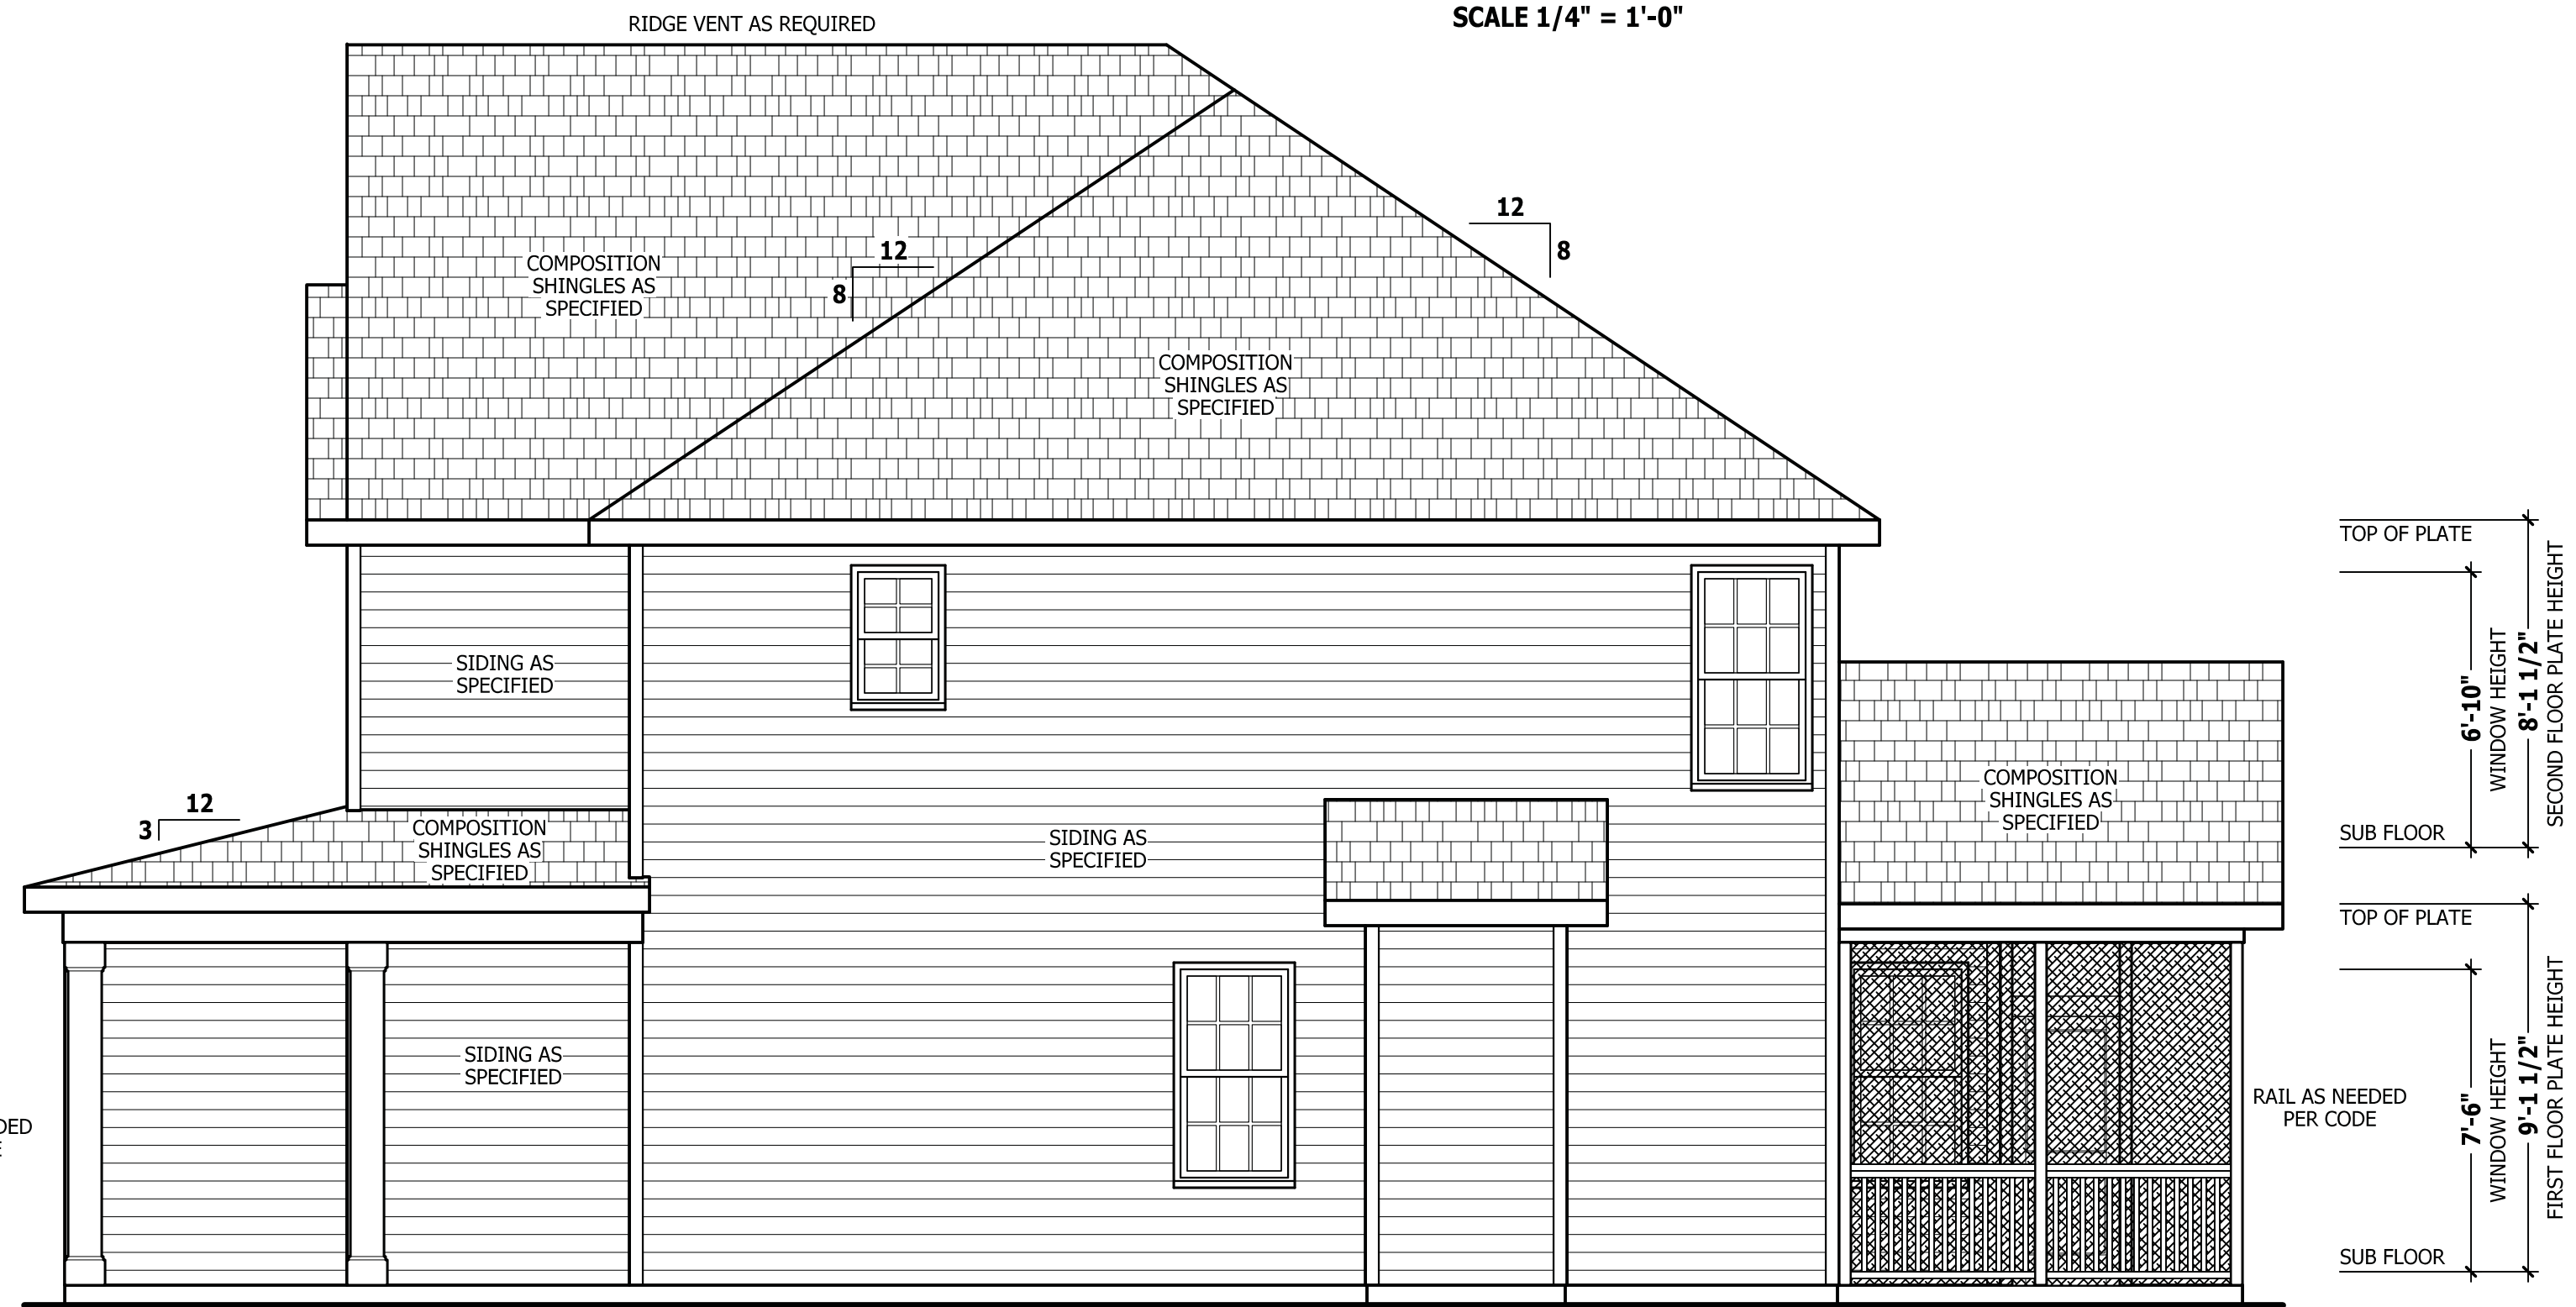 RIDGE VENT AS REQUIRED
SCALE 1/4" = 1'-0"
12
8
12
8
COMPOSITION
SHINGLES AS
SPECIFIED
COMPOSITION
SHINGLES AS
SPECIFIED
TOP OF PLATE
6'-10"
WINDOW HEIGHT
8'-1 1/2"
SECOND FLOOR PLATE HEIGHT
SIDING AS
SPECIFIED
12
3
COMPOSITION
SHINGLES AS
SPECIFIED
SIDING AS
SPECIFIED
COMPOSITION
SHINGLES AS
SPECIFIED
SUB FLOOR
TOP OF PLATE
SIDING AS
SPECIFIED
RAIL AS NEEDED
PER CODE
7'-6"
WINDOW HEIGHT
9'-1 1/2"
FIRST FLOOR PLATE HEIGHT
SUB FLOOR